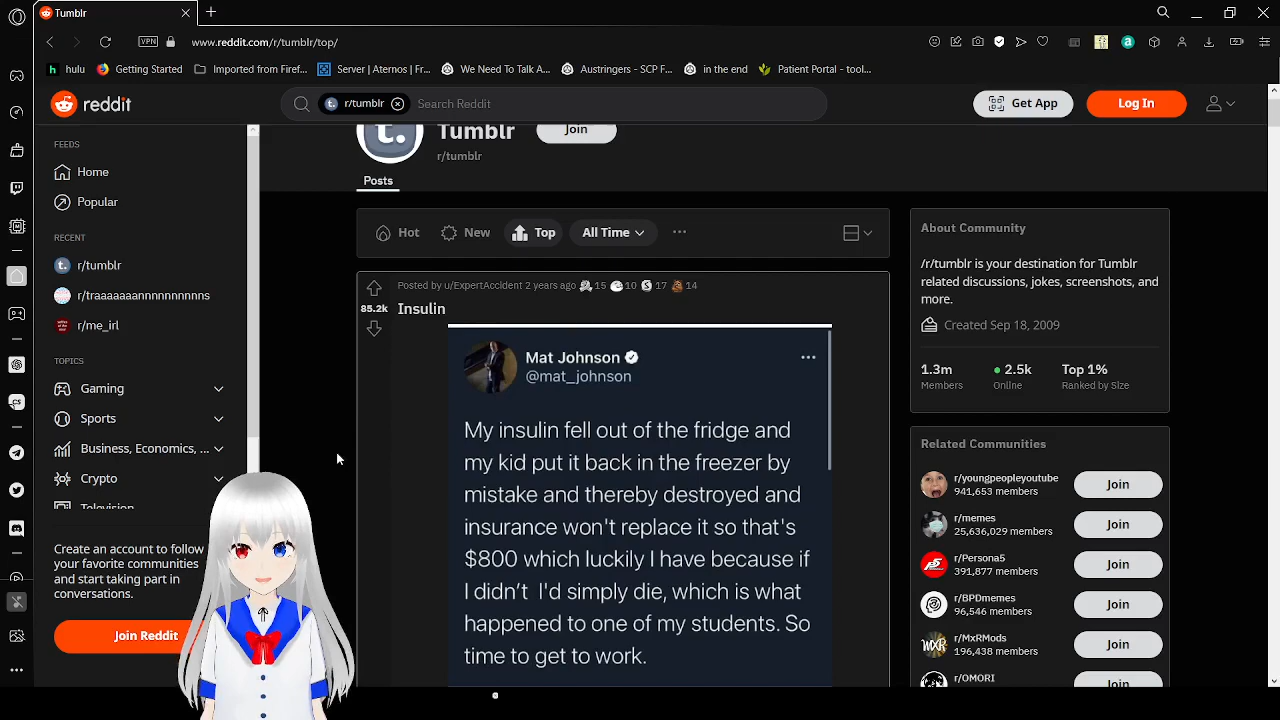 Tumblr
VPN
www.reddit.com/r/tumblr/top/
hulu
Getting Started
Imported from Firef...
Server | Aternos | Fr...
We Need To Talk A...
Austringers - SCP F...
in the end
Patient Portal - tool...
reddit
r/tumblr
Search Reddit
Get App
Log In
FEEDS
Home
Popular
RECENT
r/tumblr
r/traaaaaaannnnnnnnnns
r/me_irl
TOPICS
Gaming
Sports
Business, Economics, ...
Crypto
Television
Create an account to follow
your favorite communities
and start taking part in
conversations.
Join Reddit
Tumblr
Join
r/tumblr
Posts
Hot
New
Top
All Time
Posted by u/ExpertAccident 2 years ago 15 10 S 17 14
85.2k
Insulin
Mat Johnson
@mat_johnson
My insulin fell out of the fridge and
my kid put it back in the freezer by
mistake and thereby destroyed and
insurance won't replace it so that's
$800 which luckily I have because if
I didn't I'd simply die, which is what
happened to one of my students. So
time to get to work.
About Community
/r/tumblr is your destination for Tumblr
related discussions, jokes, screenshots, and
more.
Created Sep 18, 2009
1.3m
Members
2.5k
Online
Top 1%
Ranked by Size
Related Communities
r/youngpeopleyoutube
941,653 members
Join
r/memes
25,636,029 members
Join
r/Persona5
391,877 members
Join
r/BPDmemes
96,546 members
Join
r/MxRMods
196,438 members
Join
r/OMORI
Join